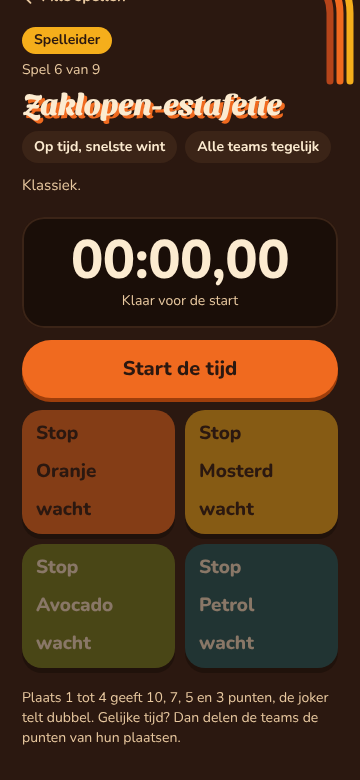 Spelleider
Spel 6 van 9
Zaklopen-estafette
Op tijd, snelste wint
Alle teams tegelijk
Klassiek.
00:00,00
Klaar voor de start
Start de tijd
Stop
Oranje
wacht
Stop
Mosterd
wacht
Stop
Avocado
wacht
Stop
Petrol
wacht
Plaats 1 tot 4 geeft 10, 7, 5 en 3 punten, de joker
telt dubbel. Gelijke tijd? Dan delen de teams de
punten van hun plaatsen.